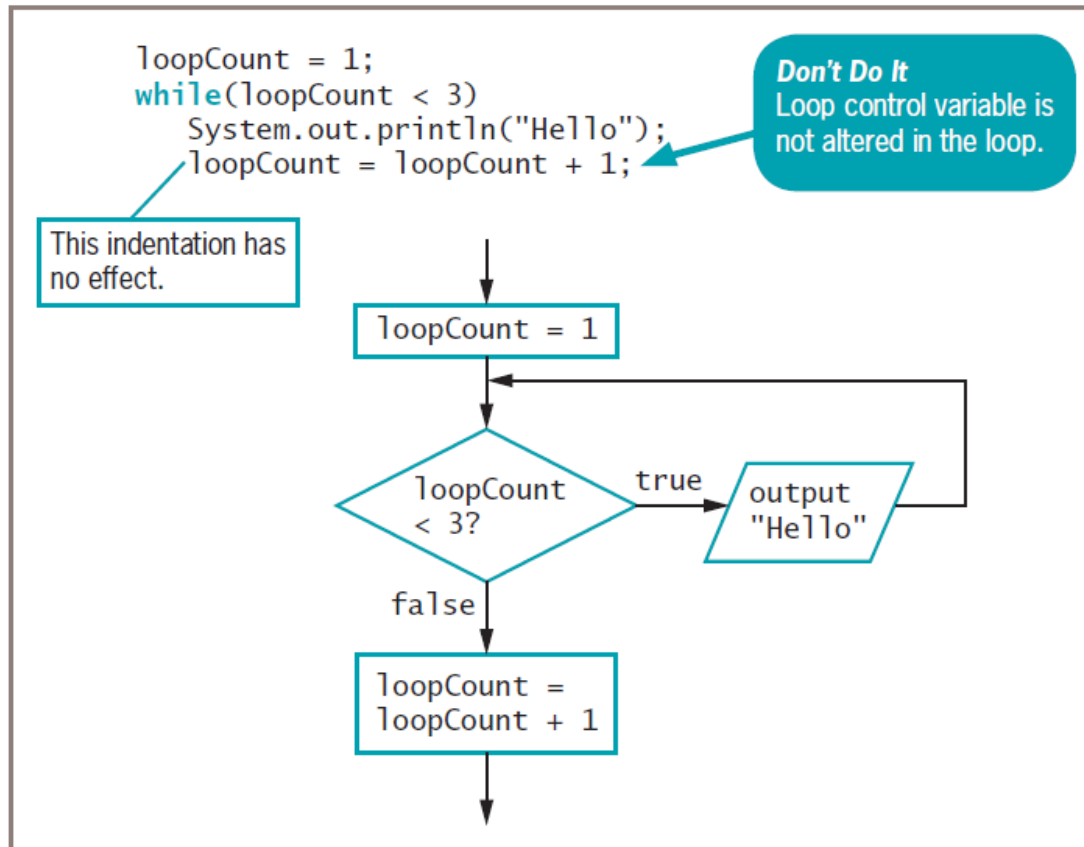 loopCount = 1;
while(loopCount < 3)
System.out.println("Hello");
loopCount = loopCount + 1;
Don't Do It
Loop control variable is
not altered in the loop.
This indentation has
no effect.
loopCount = 1
loopCount
< 3?
true
output
"Hello"
false
loopCount =
loopCount + 1